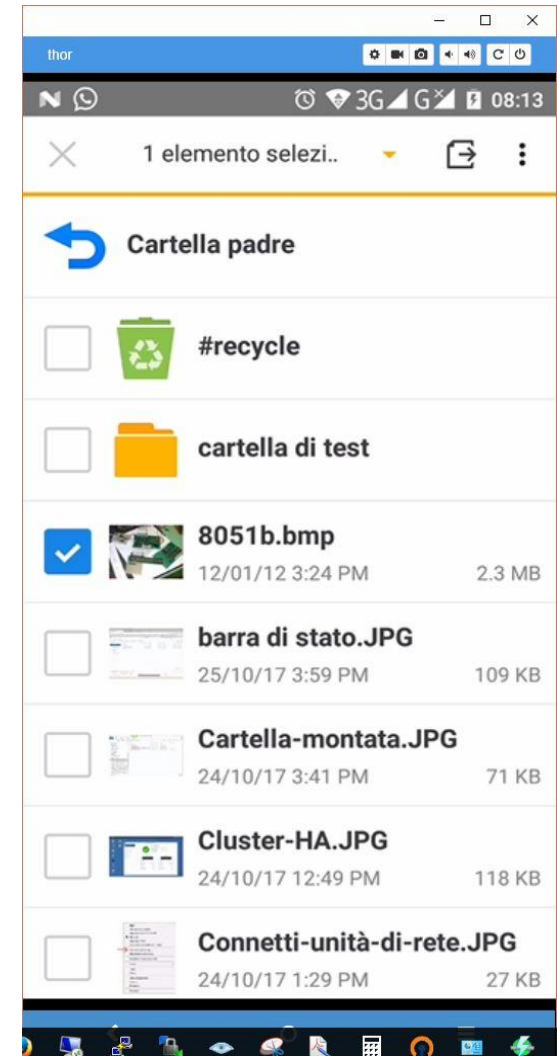 thor
3G G 08:13
1 elemento selezi..
Cartella padre
#recycle
cartella di test
8051b.bmp
12/01/12 3:24 PM 2.3 MB
barra di stato.JPG
25/10/17 3:59 PM 109 KB
Cartella-montata.JPG
24/10/17 3:41 PM 71 KB
Cluster-HA.JPG
24/10/17 12:49 PM 118 KB
Connetti-unità-di-rete.JPG
24/10/17 1:29 PM 27 KB